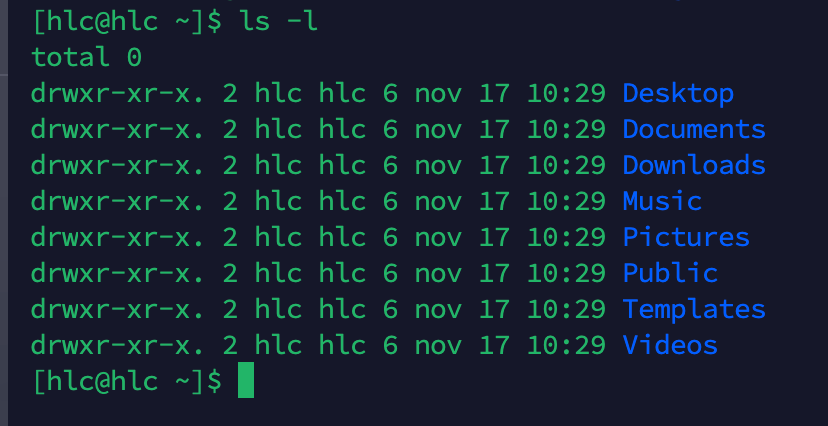 [hlc@hlc ~]$ ls -l
total 0
drwxr-xr-x. 2 hlc hlc 6 nov 17 10:29 Desktop
drwxr-xr-x. 2 hlc hlc 6 nov 17 10:29 Documents
drwxr-xr-x. 2 hlc hlc 6 nov 17 10:29 Downloads
drwxr-xr-x. 2 hlc hlc 6 nov 17 10:29 Music
drwxr-xr-x. 2 hlc hlc 6 nov 17 10:29 Pictures
drwxr-xr-x. 2 hlc hlc 6 nov 17 10:29 Public
drwxr-xr-x. 2 hlc hlc 6 nov 17 10:29 Templates
drwxr-xr-x. 2 hlc hlc 6 nov 17 10:29 Videos
[hlc@hlc ~]$